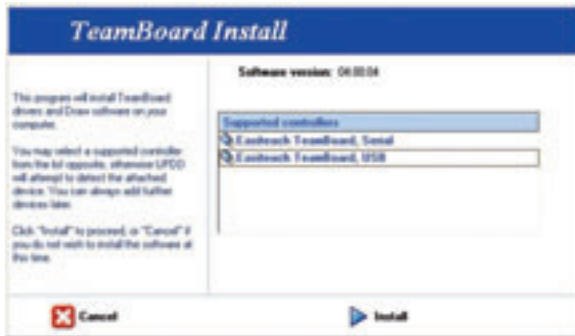 TeamBoard Install
Software version: 04.00.04
This program will install TeamBoard
drivers and Draw software on your
computer.
You may select a supported controller
from the list opposite, otherwise UPDD
will attempt to detect the attached
device. You can always add further
devices later.
Click "Install" to proceed, or "Cancel" if
you do not wish to install the software at
this time.
Supported controllers
Easiteach TeamBoard, Serial
Easiteach TeamBoard, USB
Cancel
Install